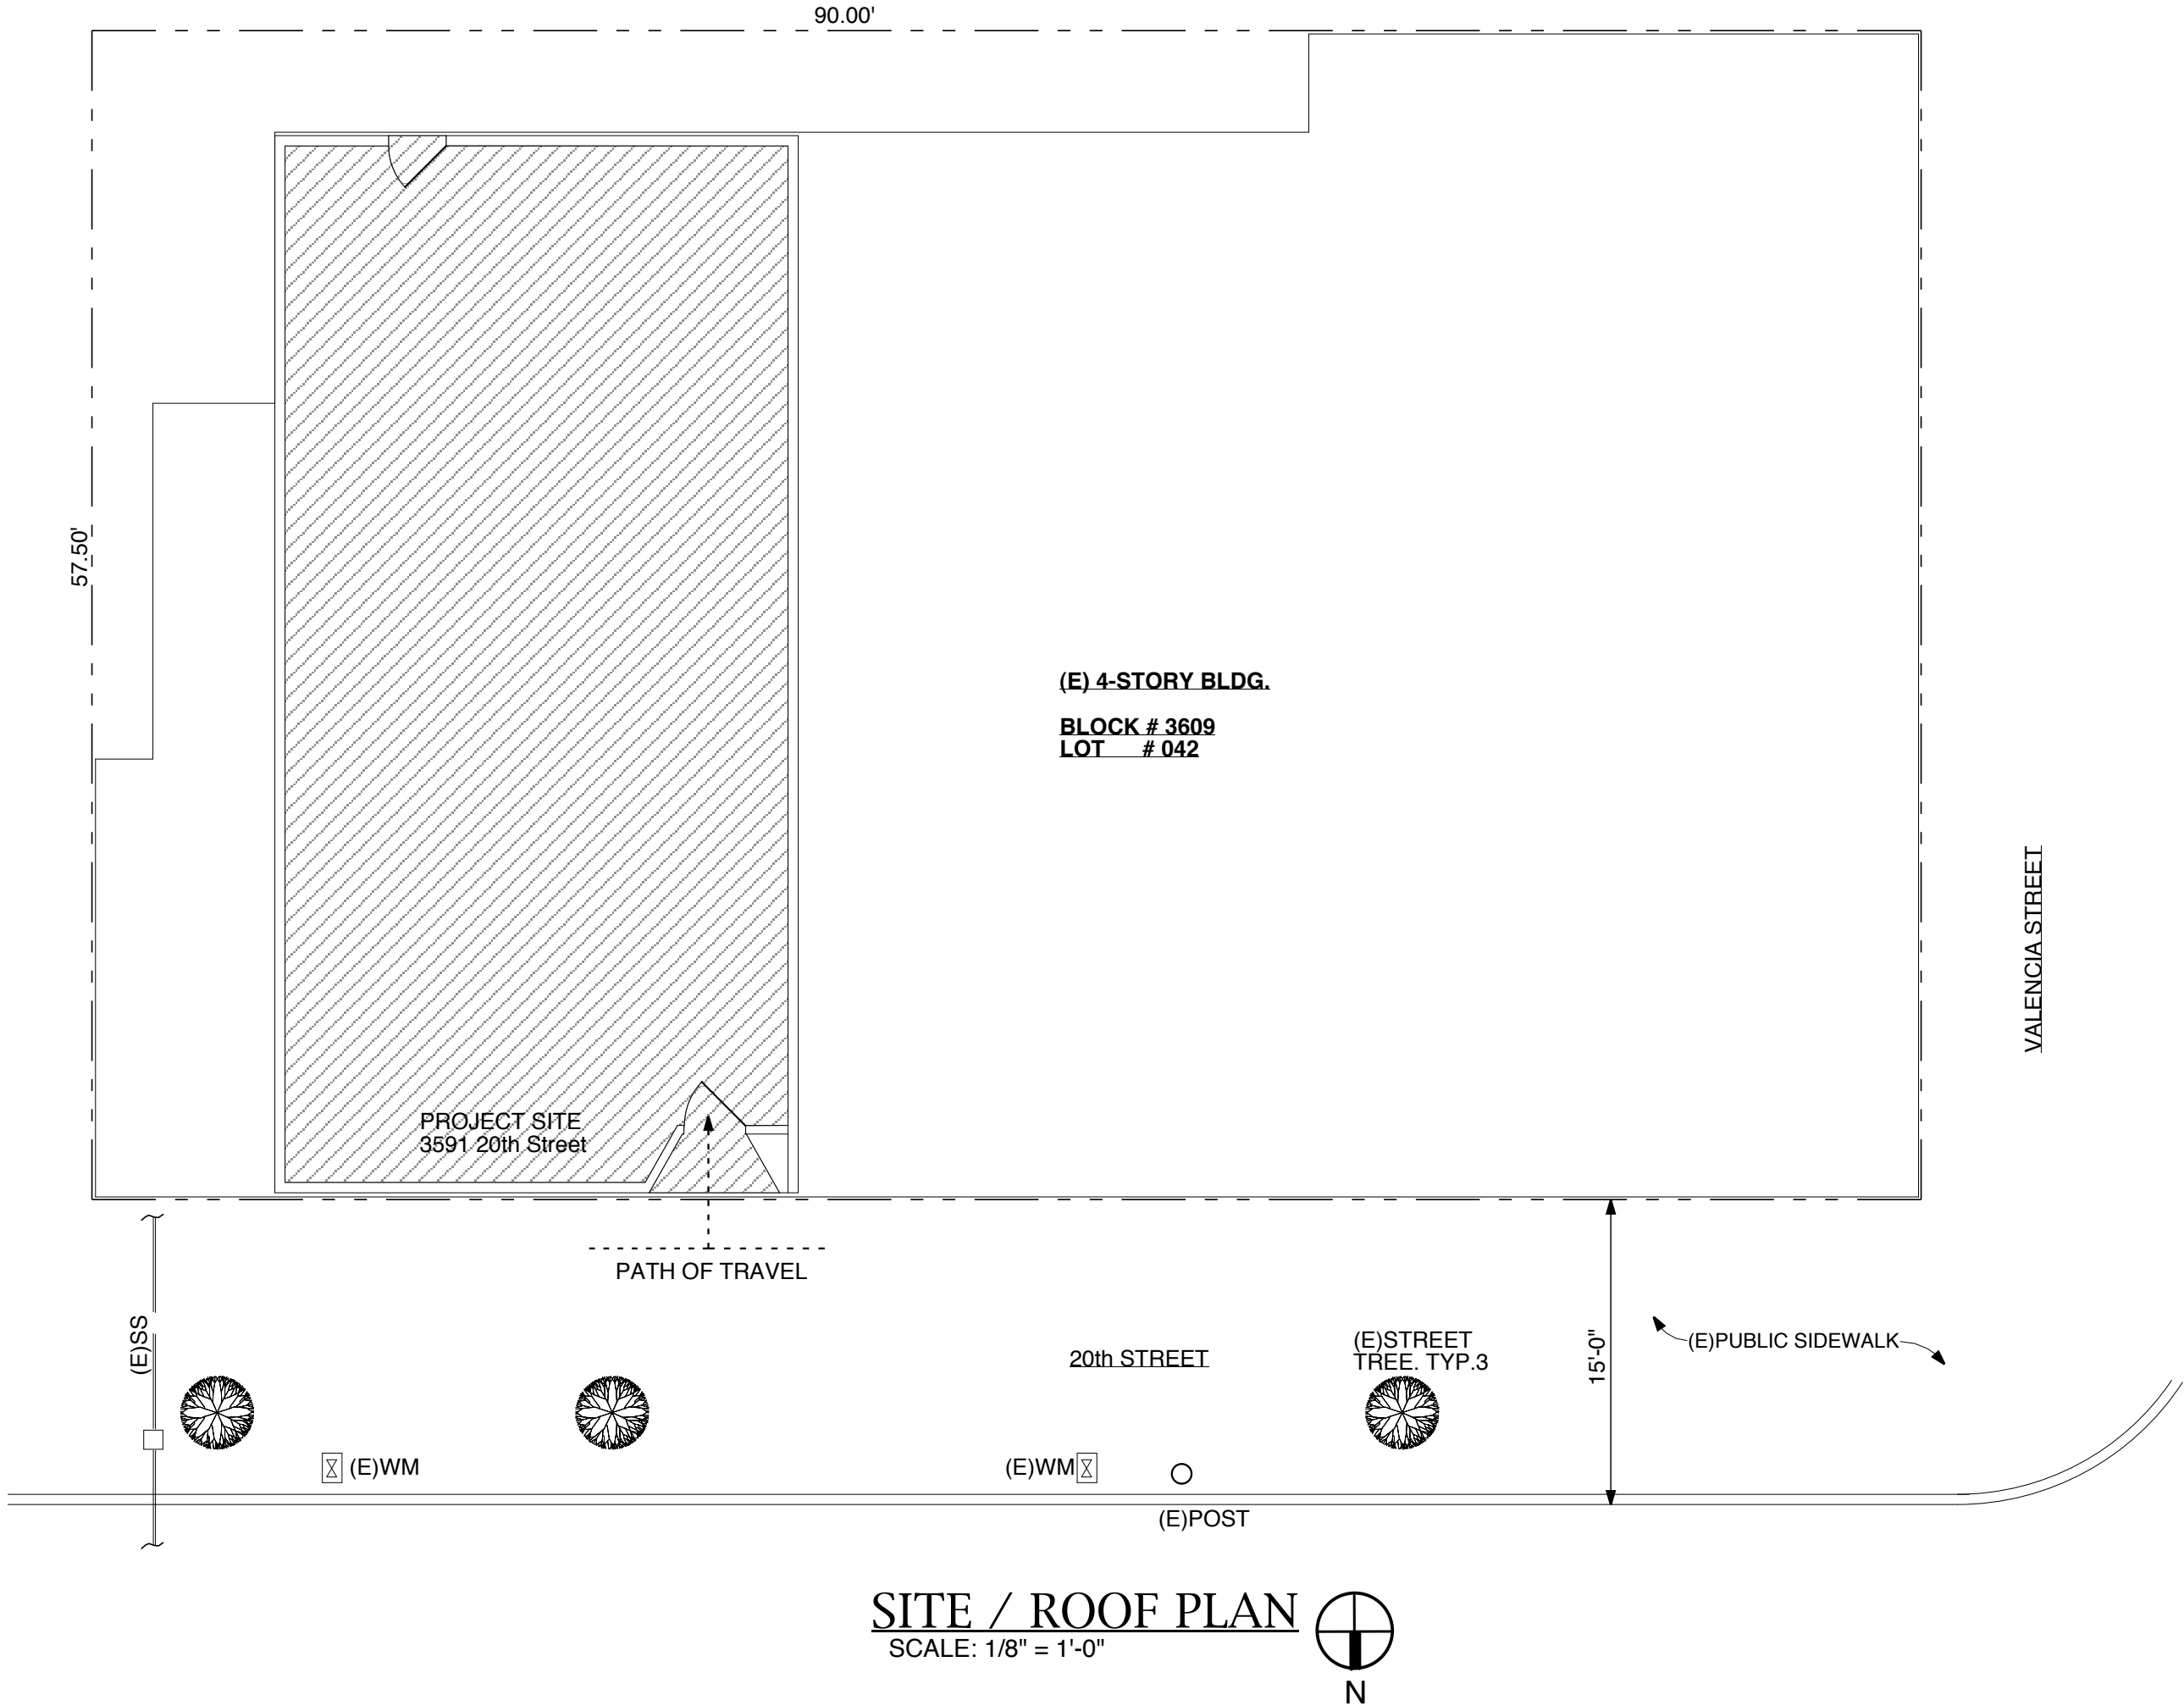 90.00'
57.50'
(E) 4-STORY BLDG.
BLOCK # 3609
LOT # 042
VALENCIA STREET
PROJECT SITE
3591 20th Street
PATH OF TRAVEL
(E)SS
20th STREET
(E)STREET
TREE. TYP.3
15'-0"
(E)PUBLIC SIDEWALK
(E)WM
(E)WM
(E)POST
SITE / ROOF PLAN
SCALE: 1/8" = 1'-0"
N